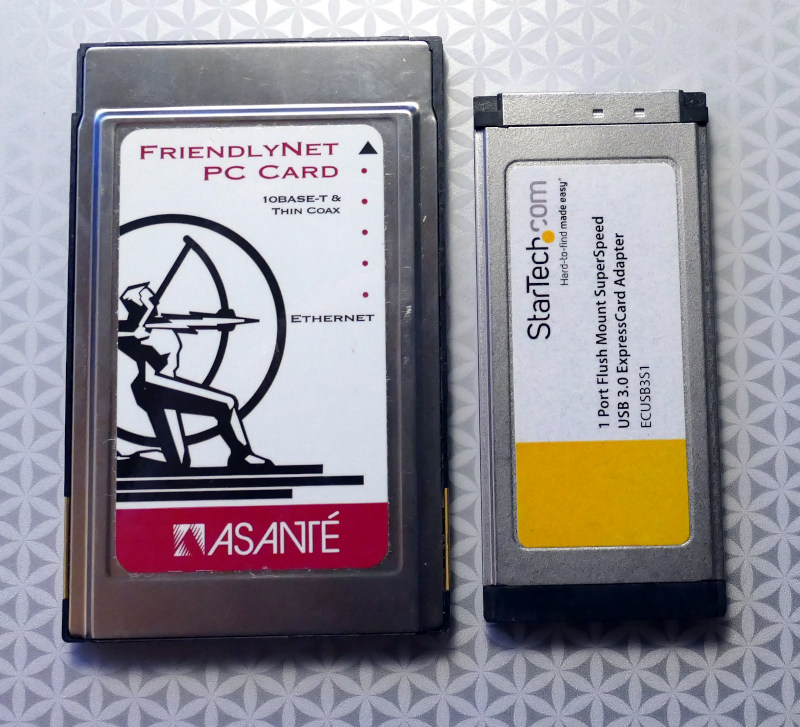 FriendlyNet
PC Card
10BASE-T &
Thin Coax
Ethernet
ASANTÉ
StarTech.com
Hard-to-find made easy®
1 Port Flush Mount SuperSpeed
USB 3.0 ExpressCard Adapter
ECUSB3S1